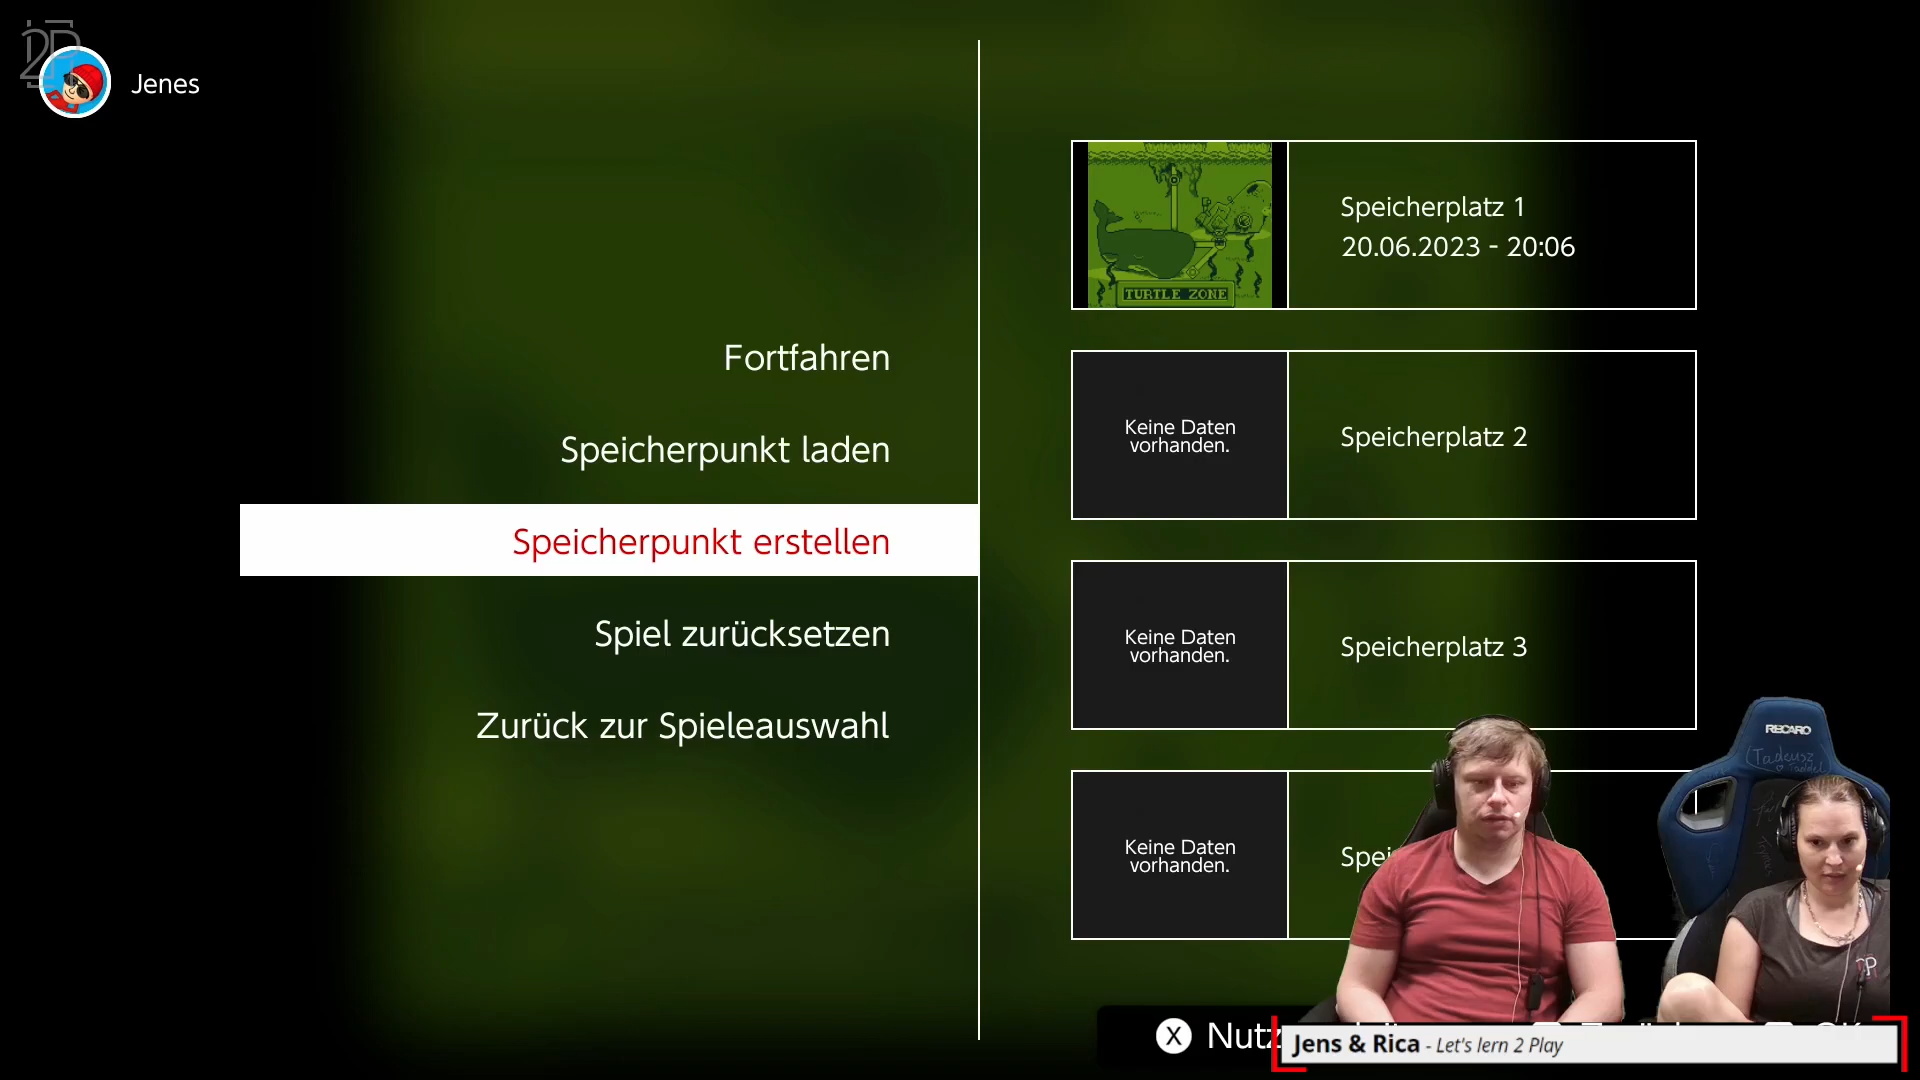 Jenes
Fortfahren
Speicherpunkt laden
Speicherpunkt erstellen
Spiel zurücksetzen
Zurück zur Spieleauswahl
TURTLE ZONE
Speicherplatz 1
20.06.2023 - 20:06
Keine Daten
vorhanden.
Speicherplatz 2
Keine Daten
vorhanden.
Speicherplatz 3
Keine Daten
vorhanden.
RECARO
Tadeusz
X
Jens & Rica - Let's lern 2 Play